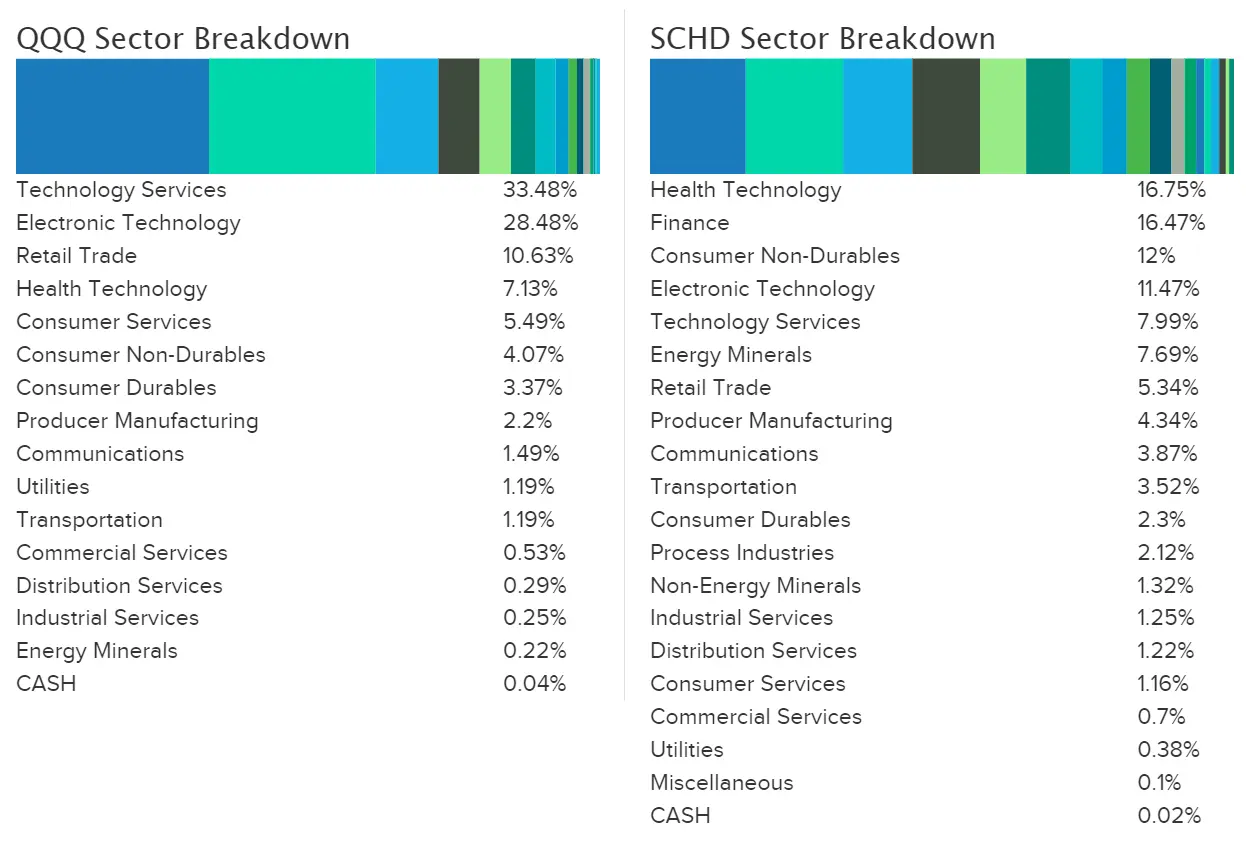 QQQ Sector Breakdown
Technology Services 33.48%
Electronic Technology 28.48%
Retail Trade 10.63%
Health Technology 7.13%
Consumer Services 5.49%
Consumer Non-Durables 4.07%
Consumer Durables 3.37%
Producer Manufacturing 2.2%
Communications 1.49%
Utilities 1.19%
Transportation 1.19%
Commercial Services 0.53%
Distribution Services 0.29%
Industrial Services 0.25%
Energy Minerals 0.22%
CASH 0.04%
SCHD Sector Breakdown
Health Technology 16.75%
Finance 16.47%
Consumer Non-Durables 12%
Electronic Technology 11.47%
Technology Services 7.99%
Energy Minerals 7.69%
Retail Trade 5.34%
Producer Manufacturing 4.34%
Communications 3.87%
Transportation 3.52%
Consumer Durables 2.3%
Process Industries 2.12%
Non-Energy Minerals 1.32%
Industrial Services 1.25%
Distribution Services 1.22%
Consumer Services 1.16%
Commercial Services 0.7%
Utilities 0.38%
Miscellaneous 0.1%
CASH 0.02%